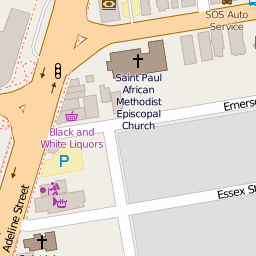 SOS Auto
Service
Saint Paul
African
Methodist
Episcopal
Church
Emers
Black and
White Liquors
P
Essex St
Adeline Street